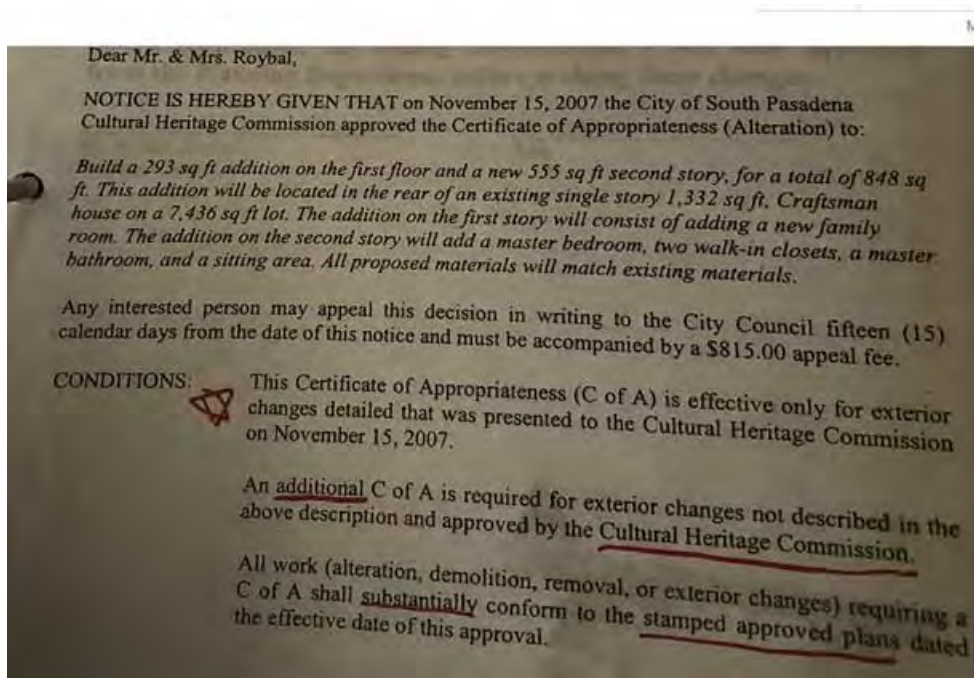 Dear Mr. & Mrs. Roybal,
NOTICE IS HEREBY GIVEN THAT on November 15, 2007 the City of South Pasadena
Cultural Heritage Commission approved the Certificate of Appropriateness (Alteration) to:
Build a 293 sq ft addition on the first floor and a new 555 sq ft second story, for a total of 848 sq
ft. This addition will be located in the rear of an existing single story 1,332 sq ft, Craftsman
house on a 7,436 sq ft lot. The addition on the first story will consist of adding a new family
room. The addition on the second story will add a master bedroom, two walk-in closets, a master
bathroom, and a sitting area. All proposed materials will match existing materials.
Any interested person may appeal this decision in writing to the City Council fifteen (15)
calendar days from the date of this notice and must be accompanied by a $815.00 appeal fee.
CONDITIONS: This Certificate of Appropriateness (C of A) is effective only for exterior
changes detailed that was presented to the Cultural Heritage Commission
on November 15, 2007.
An additional C of A is required for exterior changes not described in the
above description and approved by the Cultural Heritage Commission.
All work (alteration, demolition, removal, or exterior changes) requiring a
C of A shall substantially conform to the stamped approved plans dated
the effective date of this approval.